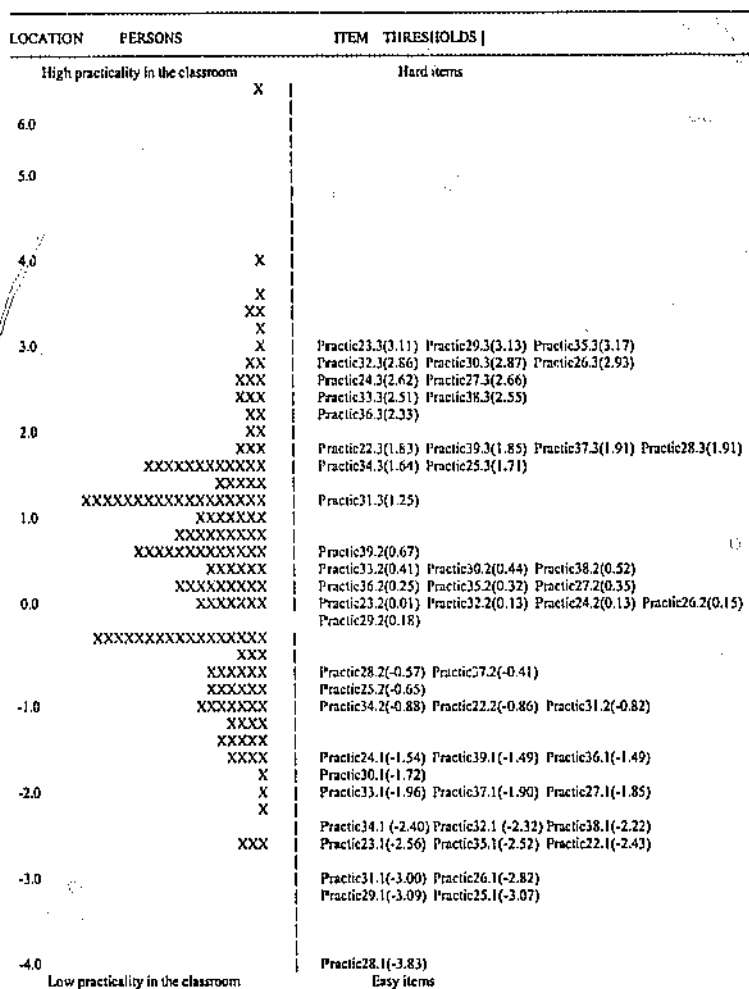 LOCATION PERSONS ITEM THRESHOLDS |
High practicality in the classroom Hard items
X |
6.0
5.0
4.0 X
X
XX
X
3.0 X | Practic23.3(3.11) Practic29.3(3.13) Practic35.3(3.17)
XX | Practic32.3(2.86) Practic30.3(2.87) Practic26.3(2.93)
XXX | Practic24.3(2.62) Practic27.3(2.66)
XXX | Practic33.3(2.51) Practic38.3(2.55)
XX | Practic36.3(2.33)
2.0 XX
XXX | Practic22.3(1.83) Practic39.3(1.85) Practic37.3(1.91) Practic28.3(1.91)
XXXXXXXXXXXX | Practic34.3(1.64) Practic25.3(1.71)
XXXXX
XXXXXXXXXXXXXXXXXX | Practic31.3(1.25)
1.0 XXXXXXX
XXXXXXXXX
XXXXXXXXXXXXX | Practic39.2(0.67)
XXXXXX | Practic33.2(0.41) Practic30.2(0.44) Practic38.2(0.52)
XXXXXXXXX | Practic36.2(0.25) Practic35.2(0.32) Practic27.2(0.35)
0.0 XXXXXXX | Practic23.2(0.01) Practic32.2(0.13) Practic24.2(0.13) Practic26.2(0.15)
Practic29.2(0.18)
XXXXXXXXXXXXXXXXX
XXX
XXXXXX | Practic28.2(-0.57) Practic37.2(-0.41)
XXXXXX | Practic25.2(-0.65)
-1.0 XXXXXXX | Practic34.2(-0.88) Practic22.2(-0.86) Practic31.2(-0.82)
XXXX
XXXXX
XXXX | Practic24.1(-1.54) Practic39.1(-1.49) Practic36.1(-1.49)
X | Practic30.1(-1.72)
-2.0 X | Practic33.1(-1.96) Practic37.1(-1.90) Practic27.1(-1.85)
X
Practic34.1 (-2.40) Practic32.1 (-2.32) Practic38.1(-2.22)
XXX | Practic23.1(-2.56) Practic35.1(-2.52) Practic22.1(-2.43)
-3.0 | Practic31.1(-3.00) Practic26.1(-2.82)
Practic29.1(-3.09) Practic25.1(-3.07)
-4.0 | Practic28.1(-3.83)
Low practicality in the classroom Easy items